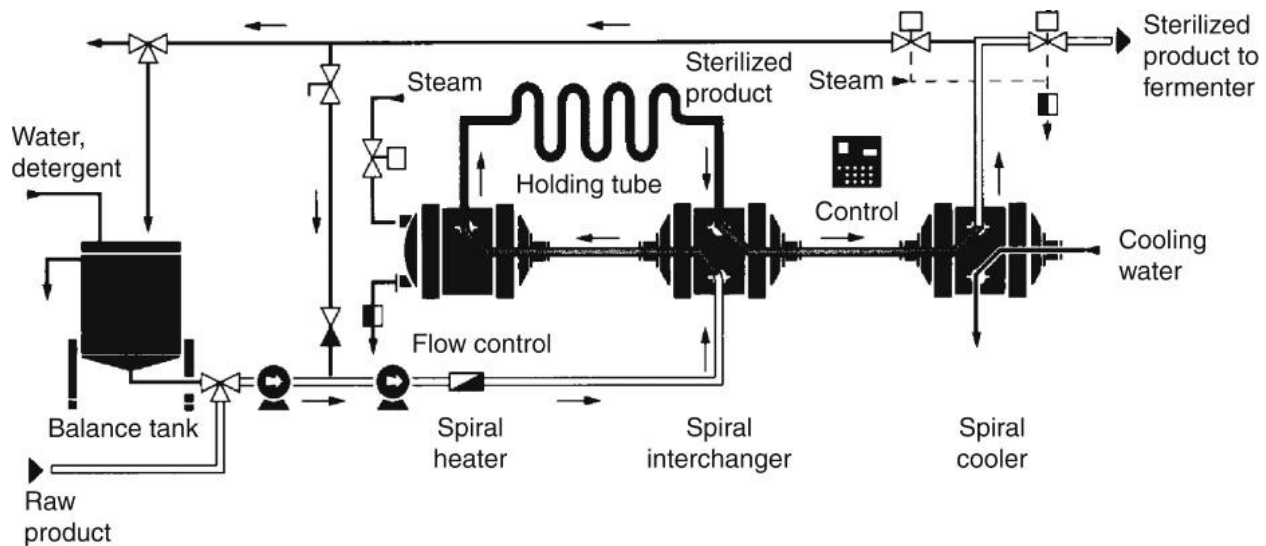 Sterilized
product to
fermenter
Steam
Sterilized
product
Steam
Water,
detergent
Holding tube
Control
Cooling
water
Flow control
Balance tank
Spiral
heater
Spiral
interchanger
Spiral
cooler
Raw
product